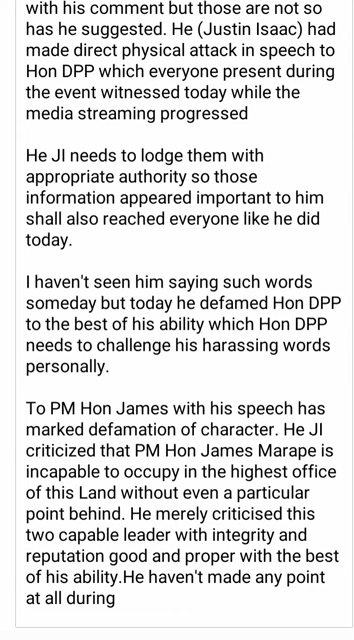 with his comment but those are not so
has he suggested. He (Justin Isaac) had
made direct physical attack in speech to
Hon DPP which everyone present during
the event witnessed today while the
media streaming progressed
He JI needs to lodge them with
appropriate authority so those
information appeared important to him
shall also reached everyone like he did
today.
I haven't seen him saying such words
someday but today he defamed Hon DPP
to the best of his ability which Hon DPP
needs to challenge his harassing words
personally.
To PM Hon James with his speech has
marked defamation of character. He JI
criticized that PM Hon James Marape is
incapable to occupy in the highest office
of this Land without even a particular
point behind. He merely criticised this
two capable leader with integrity and
reputation good and proper with the best
of his ability.He haven't made any point
at all during